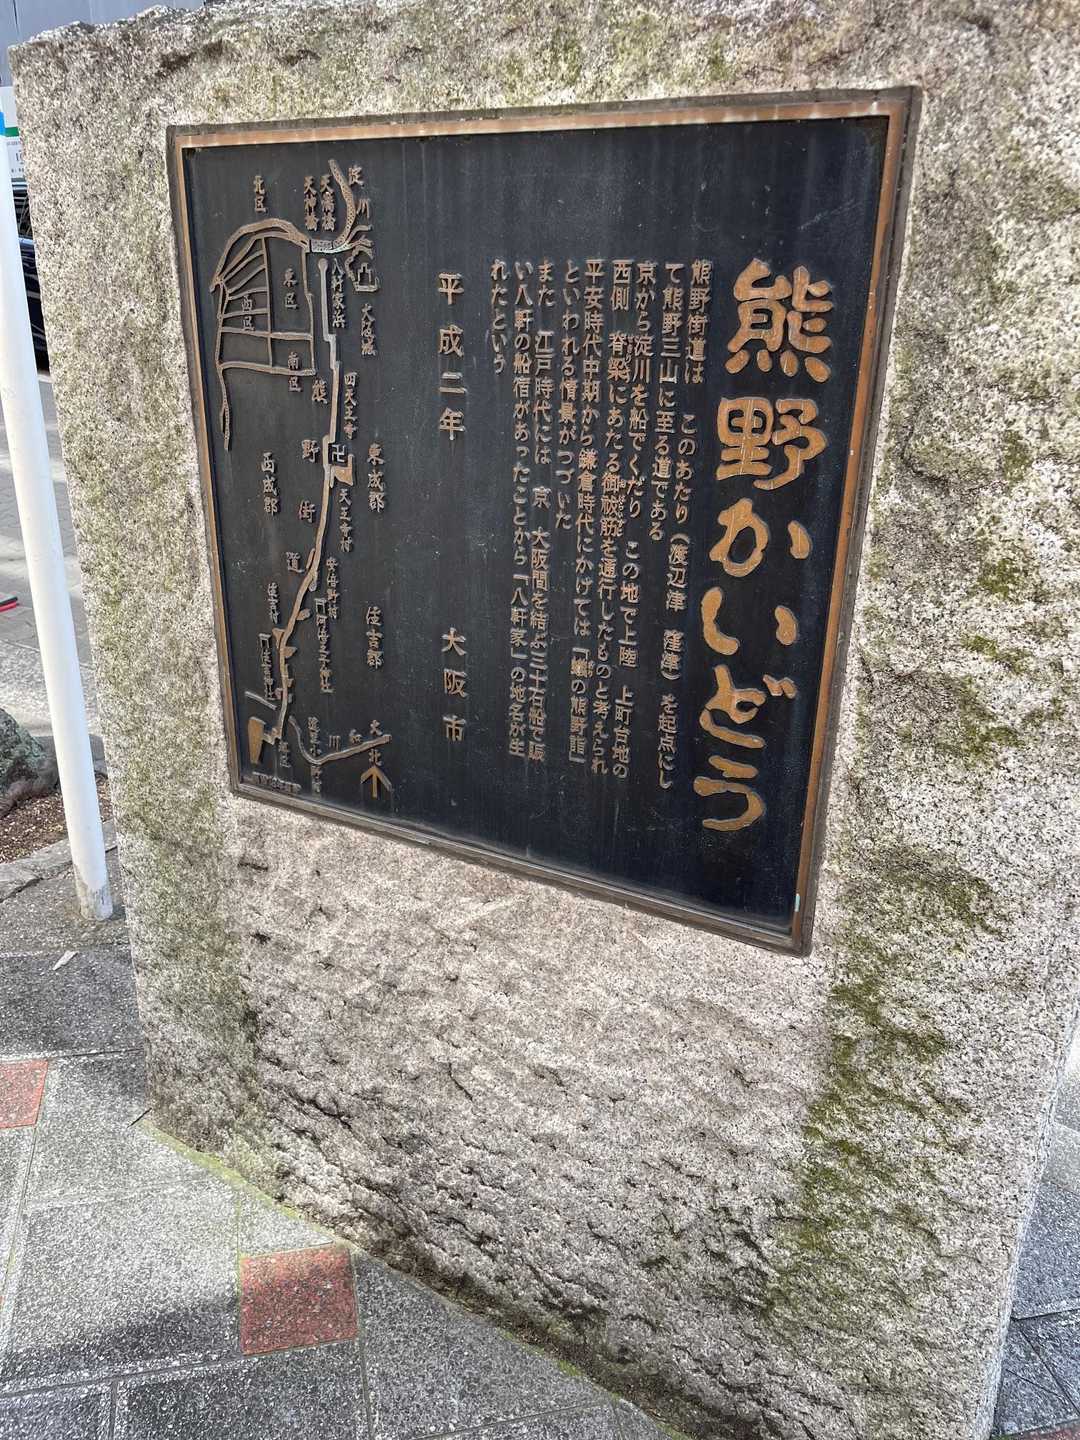 熊野かいどう
熊野街道は このあたり(渡辺津 窪津)を起点にし
て熊野三山に至る道である
京から淀川を船でくだり この地で上陸 上町台地の
西側 脊梁にあたる御祓筋を通行したものと考えられ
平安時代中期から鎌倉時代にかけては「蟻の熊野詣」
といわれる情景がつづいた
また 江戸時代には 京 大阪間を結ぶ三十石船で賑
い八軒の船宿があったことから「八軒家」の地名が生
れたという
平成二年 大阪市
淀川
天満橋
天神橋
北区
八軒家浜
大阪城
東区
西区
南区
熊野街道
四天王寺
卍
天王寺村
東成郡
西成郡
安倍野村
阿倍王子神社
住吉郡
住吉村
住吉神社
大和川
堺区
北